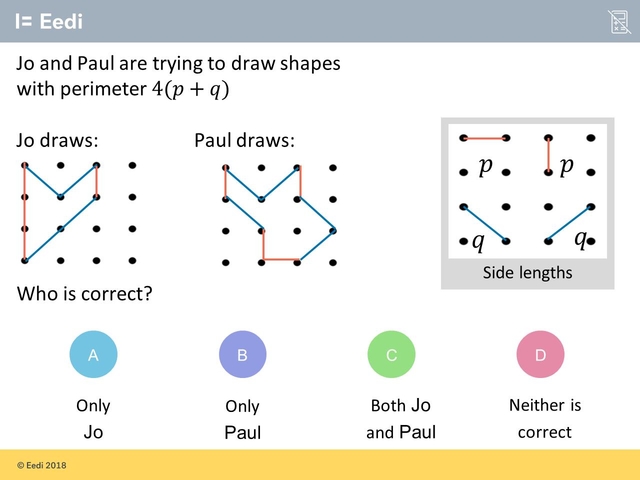 Eedi
Jo and Paul are trying to draw shapes
with perimeter 4(p + q)
Jo draws:
Paul draws:
p
p
q
q
Side lengths
Who is correct?
A
B
C
D
Only
Jo
Only
Paul
Both Jo
and Paul
Neither is
correct
© Eedi 2018